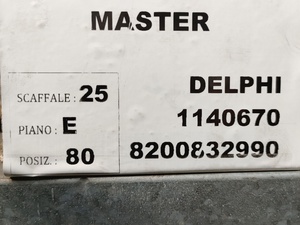 MASTER
SCAFFALE : 25
PIANO : E
POSIZ. : 80
DELPHI
1140670
8200832990